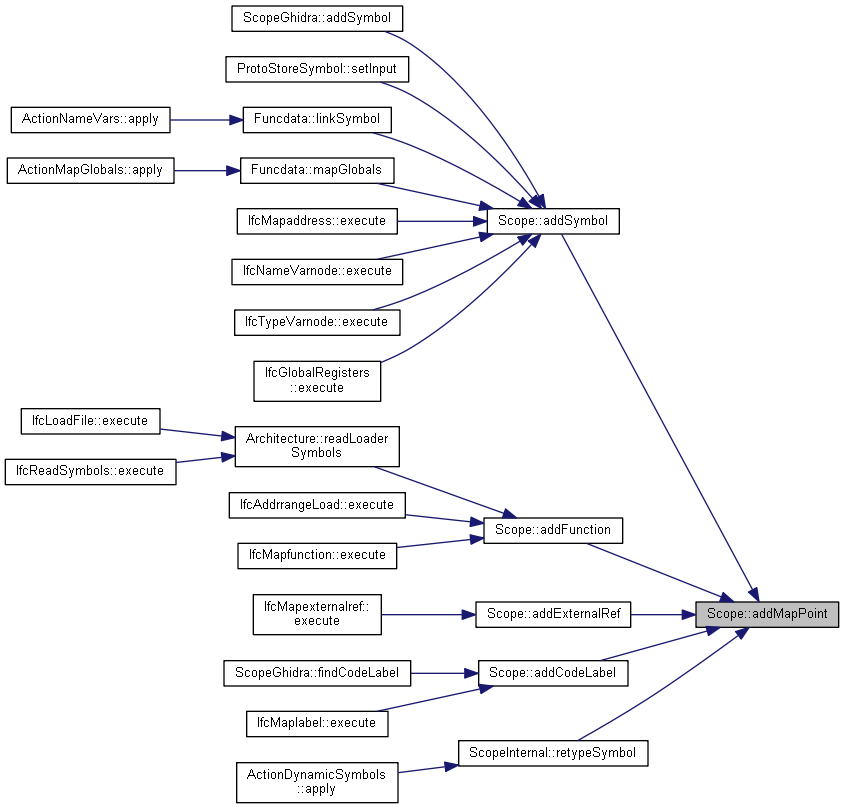 ScopeGhidra::addSymbol
ProtoStoreSymbol::setInput
ActionNameVars::apply
Funcdata::linkSymbol
ActionMapGlobals::apply
Funcdata::mapGlobals
IfcMapaddress::execute
Scope::addSymbol
IfcNameVarnode::execute
IfcTypeVarnode::execute
IfcGlobalRegisters
::execute
IfcLoadFile::execute
Architecture::readLoader
Symbols
IfcReadSymbols::execute
IfcAddrrangeLoad::execute
Scope::addFunction
IfcMapfunction::execute
IfcMapexternalref::
execute
Scope::addExternalRef
Scope::addMapPoint
ScopeGhidra::findCodeLabel
Scope::addCodeLabel
IfcMaplabel::execute
ScopeInternal::retypeSymbol
ActionDynamicSymbols
::apply